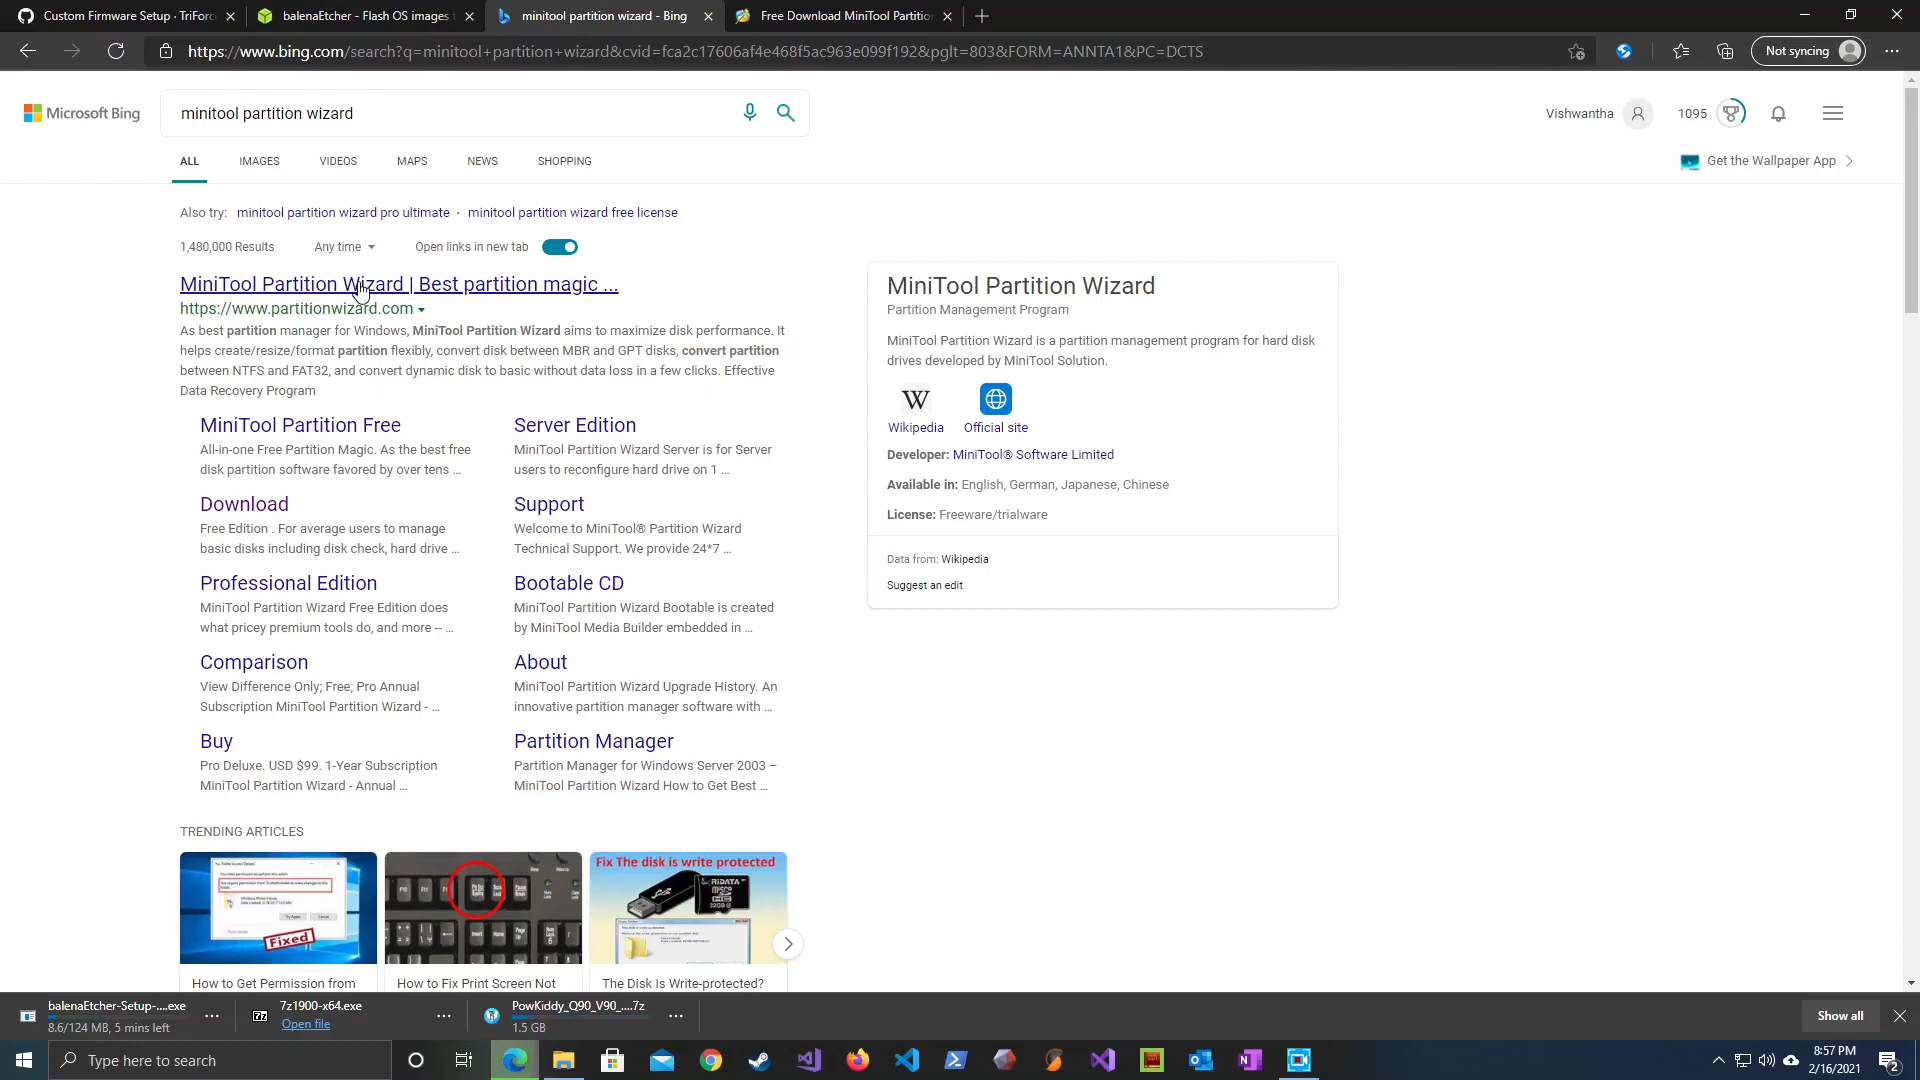 Custom Firmware Setup · TriForc
balenaEtcher - Flash OS images t
minitool partition wizard - Bing
Free Download MiniTool Partition
https://www.bing.com/search?q=minitool+partition+wizard&cvid=fca2c17606af4e468f5ac963e099f192&pglt=803&FORM=ANNTA1&PC=DCTS
Not syncing
Microsoft Bing
minitool partition wizard
Vishwantha
1095
ALL IMAGES VIDEOS MAPS NEWS SHOPPING
Get the Wallpaper App
Also try: minitool partition wizard pro ultimate · minitool partition wizard free license
1,480,000 Results Any time Open links in new tab
MiniTool Partition Wizard | Best partition magic ...
https://www.partitionwizard.com
As best partition manager for Windows, MiniTool Partition Wizard aims to maximize disk performance. It
helps create/resize/format partition flexibly, convert disk between MBR and GPT disks, convert partition
between NTFS and FAT32, and convert dynamic disk to basic without data loss in a few clicks. Effective
Data Recovery Program
MiniTool Partition Free
All-in-one Free Partition Magic. As the best free
disk partition software favored by over tens ...
Server Edition
MiniTool Partition Wizard Server is for Server
users to reconfigure hard drive on 1 ...
Download
Free Edition . For average users to manage
basic disks including disk check, hard drive ...
Support
Welcome to MiniTool® Partition Wizard
Technical Support. We provide 24*7 ...
Professional Edition
MiniTool Partition Wizard Free Edition does
what pricey premium tools do, and more -- ...
Bootable CD
MiniTool Partition Wizard Bootable is created
by MiniTool Media Builder embedded in ...
Comparison
View Difference Only; Free; Pro Annual
Subscription MiniTool Partition Wizard - ...
About
MiniTool Partition Wizard Upgrade History. An
innovative partition manager software with ...
Buy
Pro Deluxe. USD $99. 1-Year Subscription
MiniTool Partition Wizard - Annual ...
Partition Manager
Partition Manager for Windows Server 2003 –
MiniTool Partition Wizard How to Get Best ...
MiniTool Partition Wizard
Partition Management Program
MiniTool Partition Wizard is a partition management program for hard disk
drives developed by MiniTool Solution.
W
Wikipedia
Official site
Developer: MiniTool® Software Limited
Available in: English, German, Japanese, Chinese
License: Freeware/trialware
Data from: Wikipedia
Suggest an edit
TRENDING ARTICLES
Fixed
Fix The disk is write protected
RiDATA
How to Get Permission from
How to Fix Print Screen Not
The Disk Is Write-protected?
balenaEtcher-Setup-....exe
8.6/124 MB, 5 mins left
7z1900-x64.exe
Open file
PowKiddy_Q90_V90_....7z
1.5 GB
Show all
Type here to search
8:57 PM
2/16/2021
2